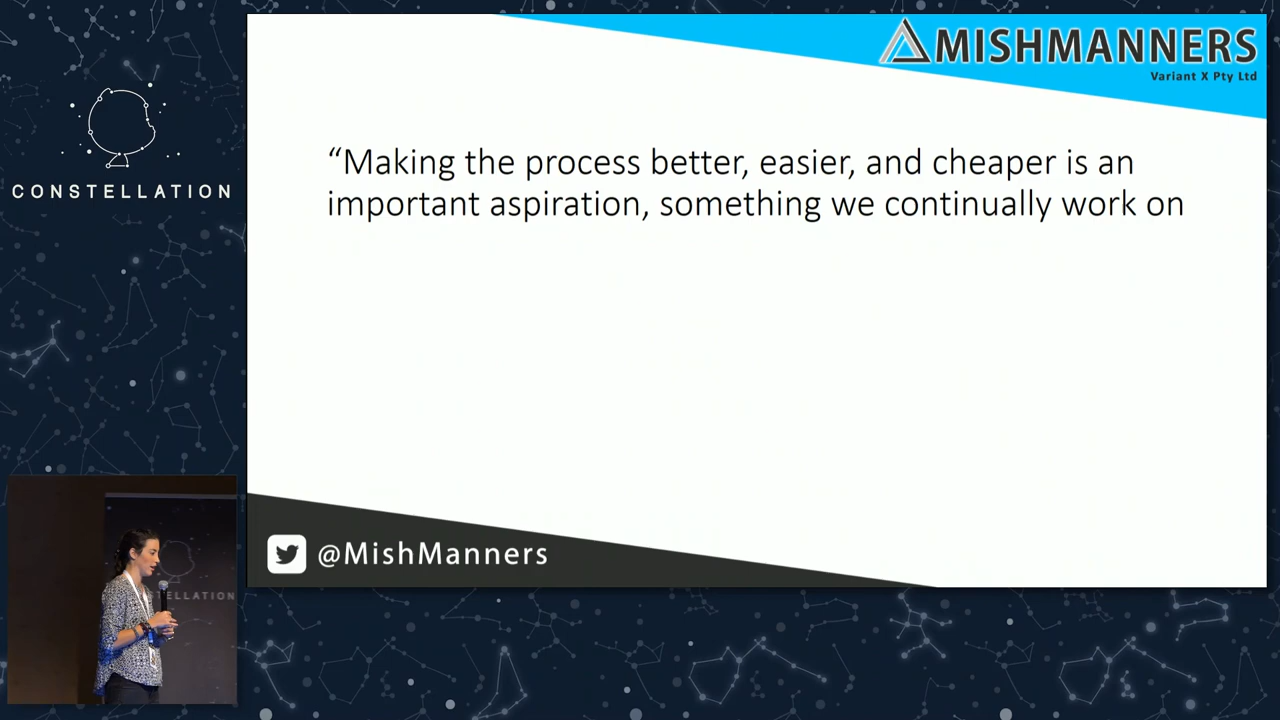 MISHMANNERS
Variant X Pty Ltd
CONSTELLATION
“Making the process better, easier, and cheaper is an
important aspiration, something we continually work on
@MishManners
STELLATION